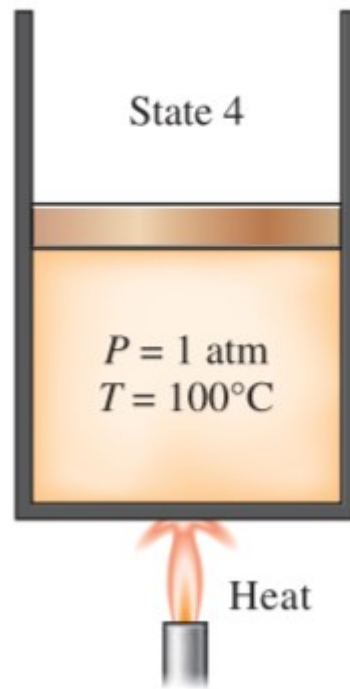 State 4
P = 1 atm
T = 100°C
Heat